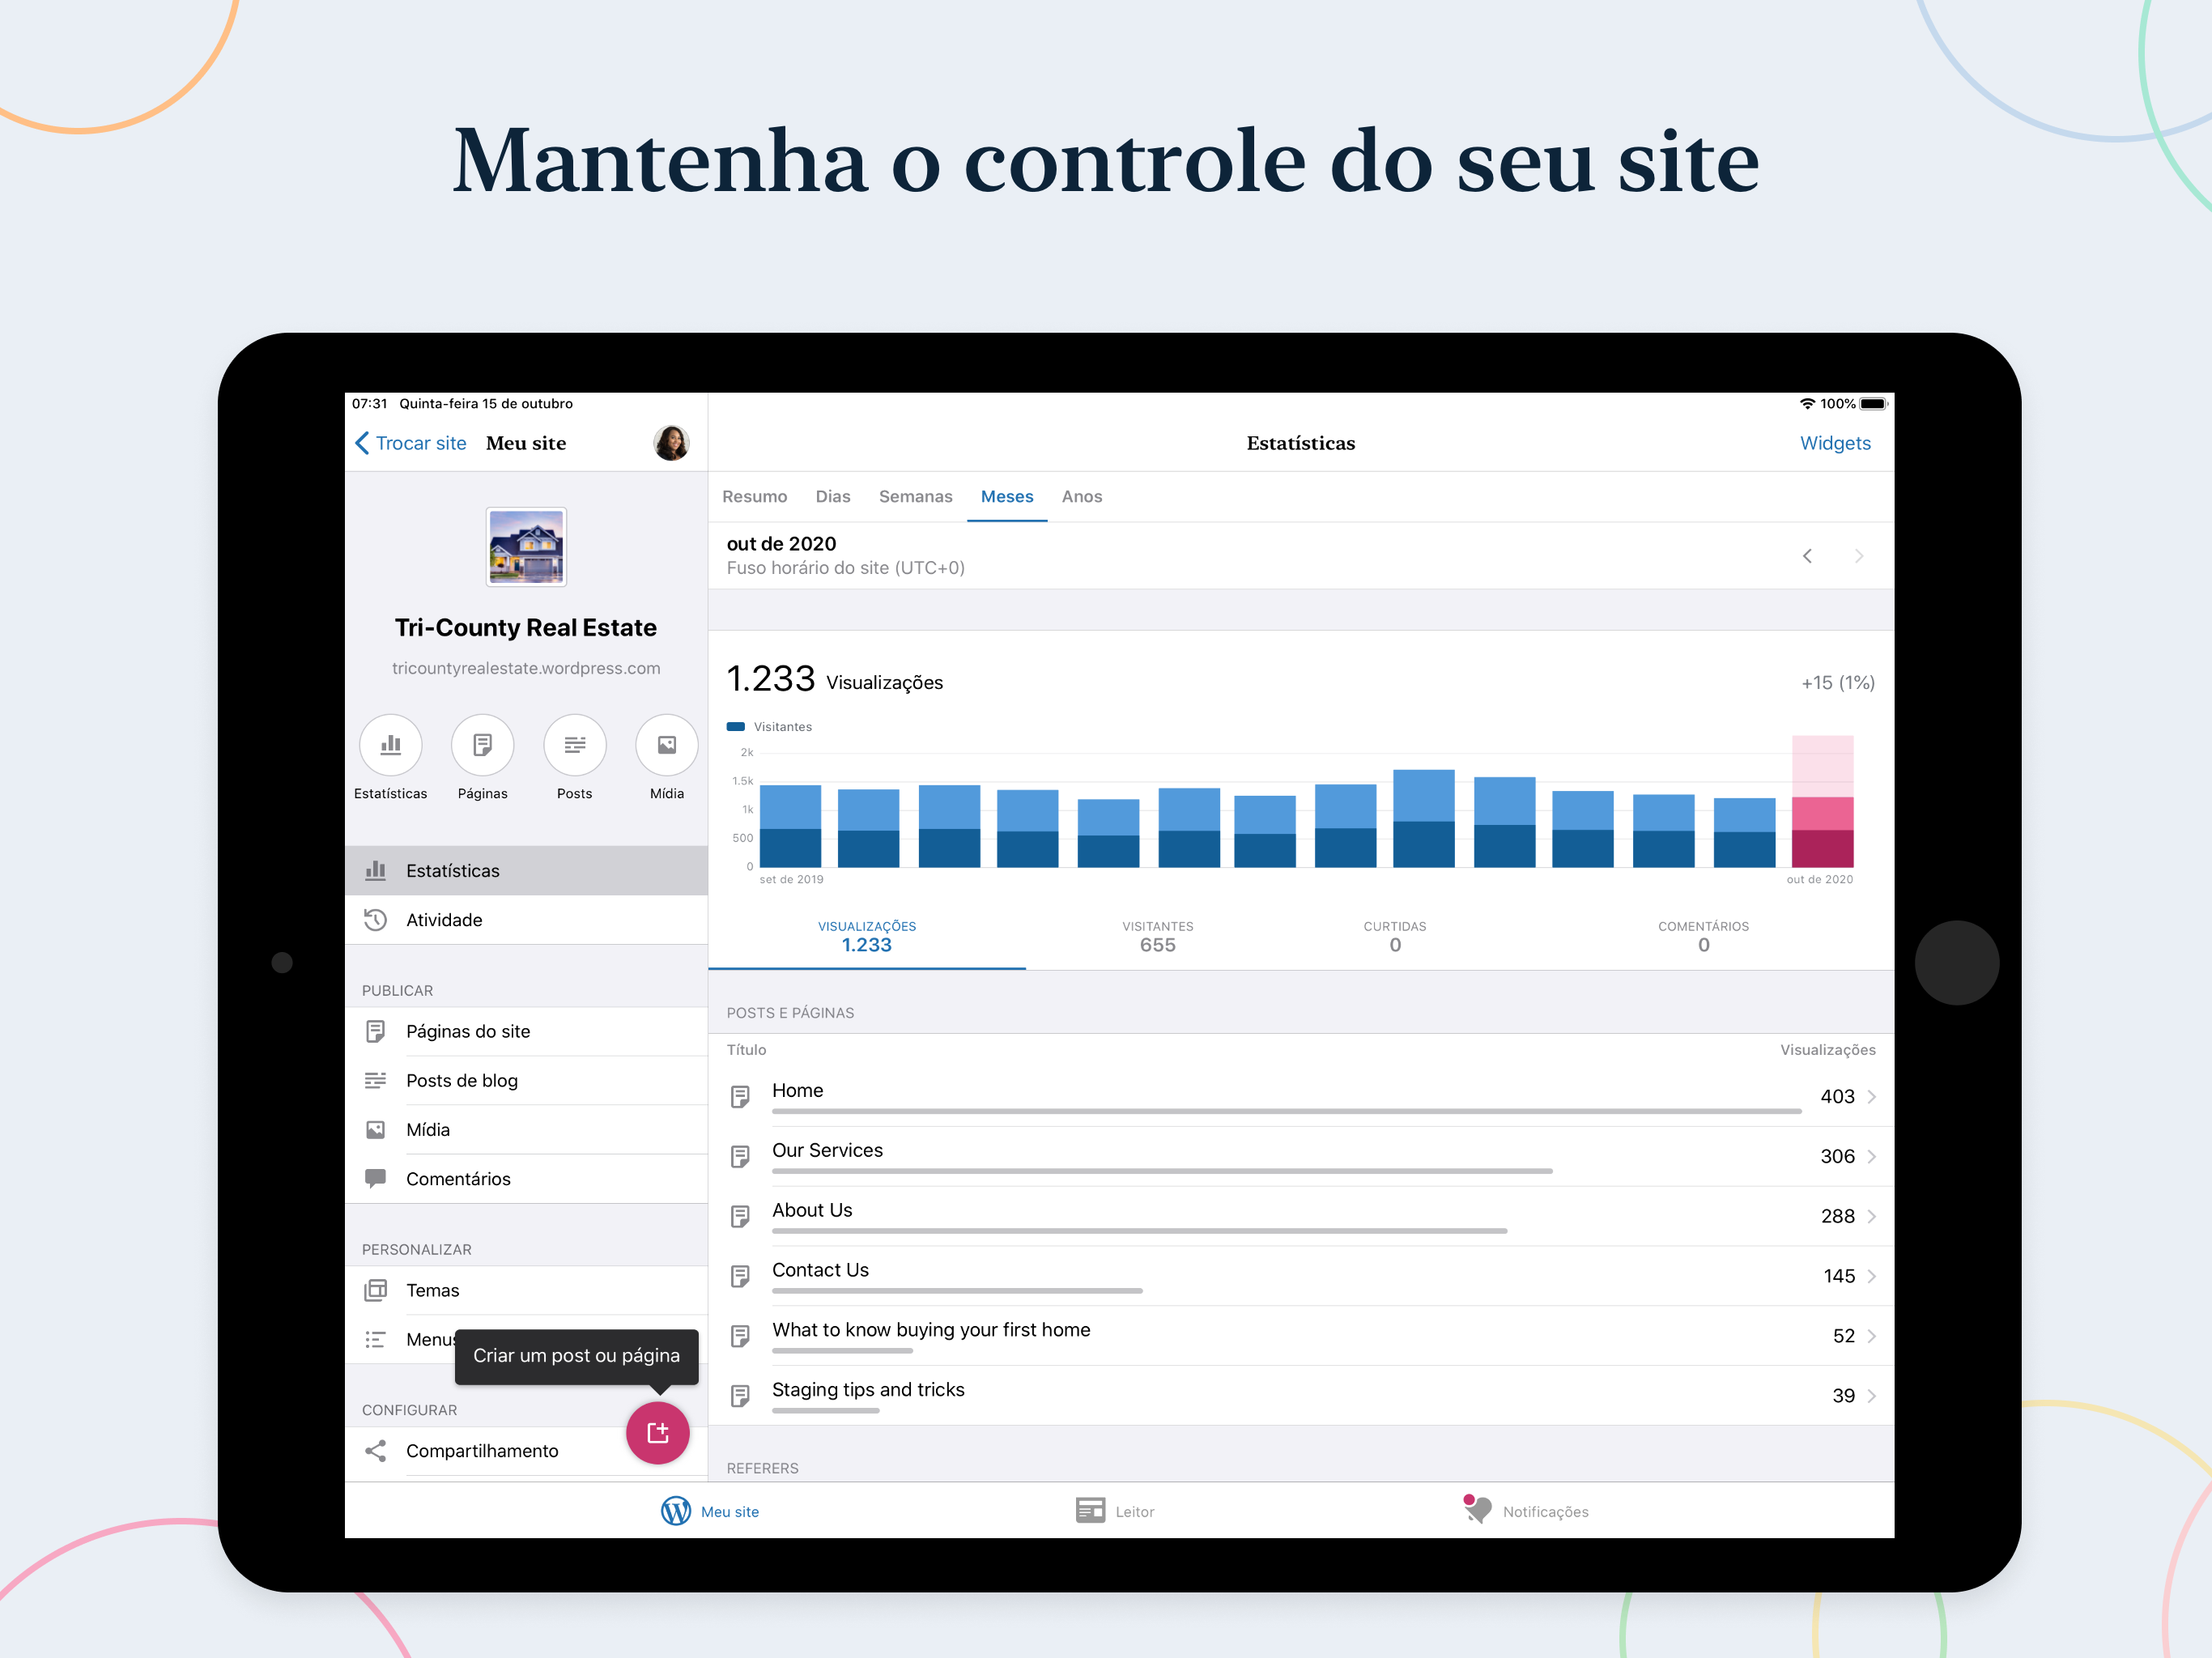 Mantenha o controle do seu site
07:31 Quinta-feira 15 de outubro
100%
Trocar site
Meu site
Estatísticas
Widgets
Tri-County Real Estate
tricountyrealestate.wordpress.com
Estatísticas
Páginas
Posts
Mídia
Estatísticas
Atividade
PUBLICAR
Páginas do site
Posts de blog
Mídia
Comentários
PERSONALIZAR
Temas
Menus
Criar um post ou página
CONFIGURAR
Compartilhamento
Resumo
Dias
Semanas
Meses
Anos
out de 2020
Fuso horário do site (UTC+0)
1.233 Visualizações
+15 (1%)
Visitantes
2k
1.5k
1k
500
0
set de 2019
out de 2020
VISUALIZAÇÕES
1.233
VISITANTES
655
CURTIDAS
0
COMENTÁRIOS
0
POSTS E PÁGINAS
Título
Visualizações
Home
403
Our Services
306
About Us
288
Contact Us
145
What to know buying your first home
52
Staging tips and tricks
39
REFERERS
Meu site
Leitor
Notificações